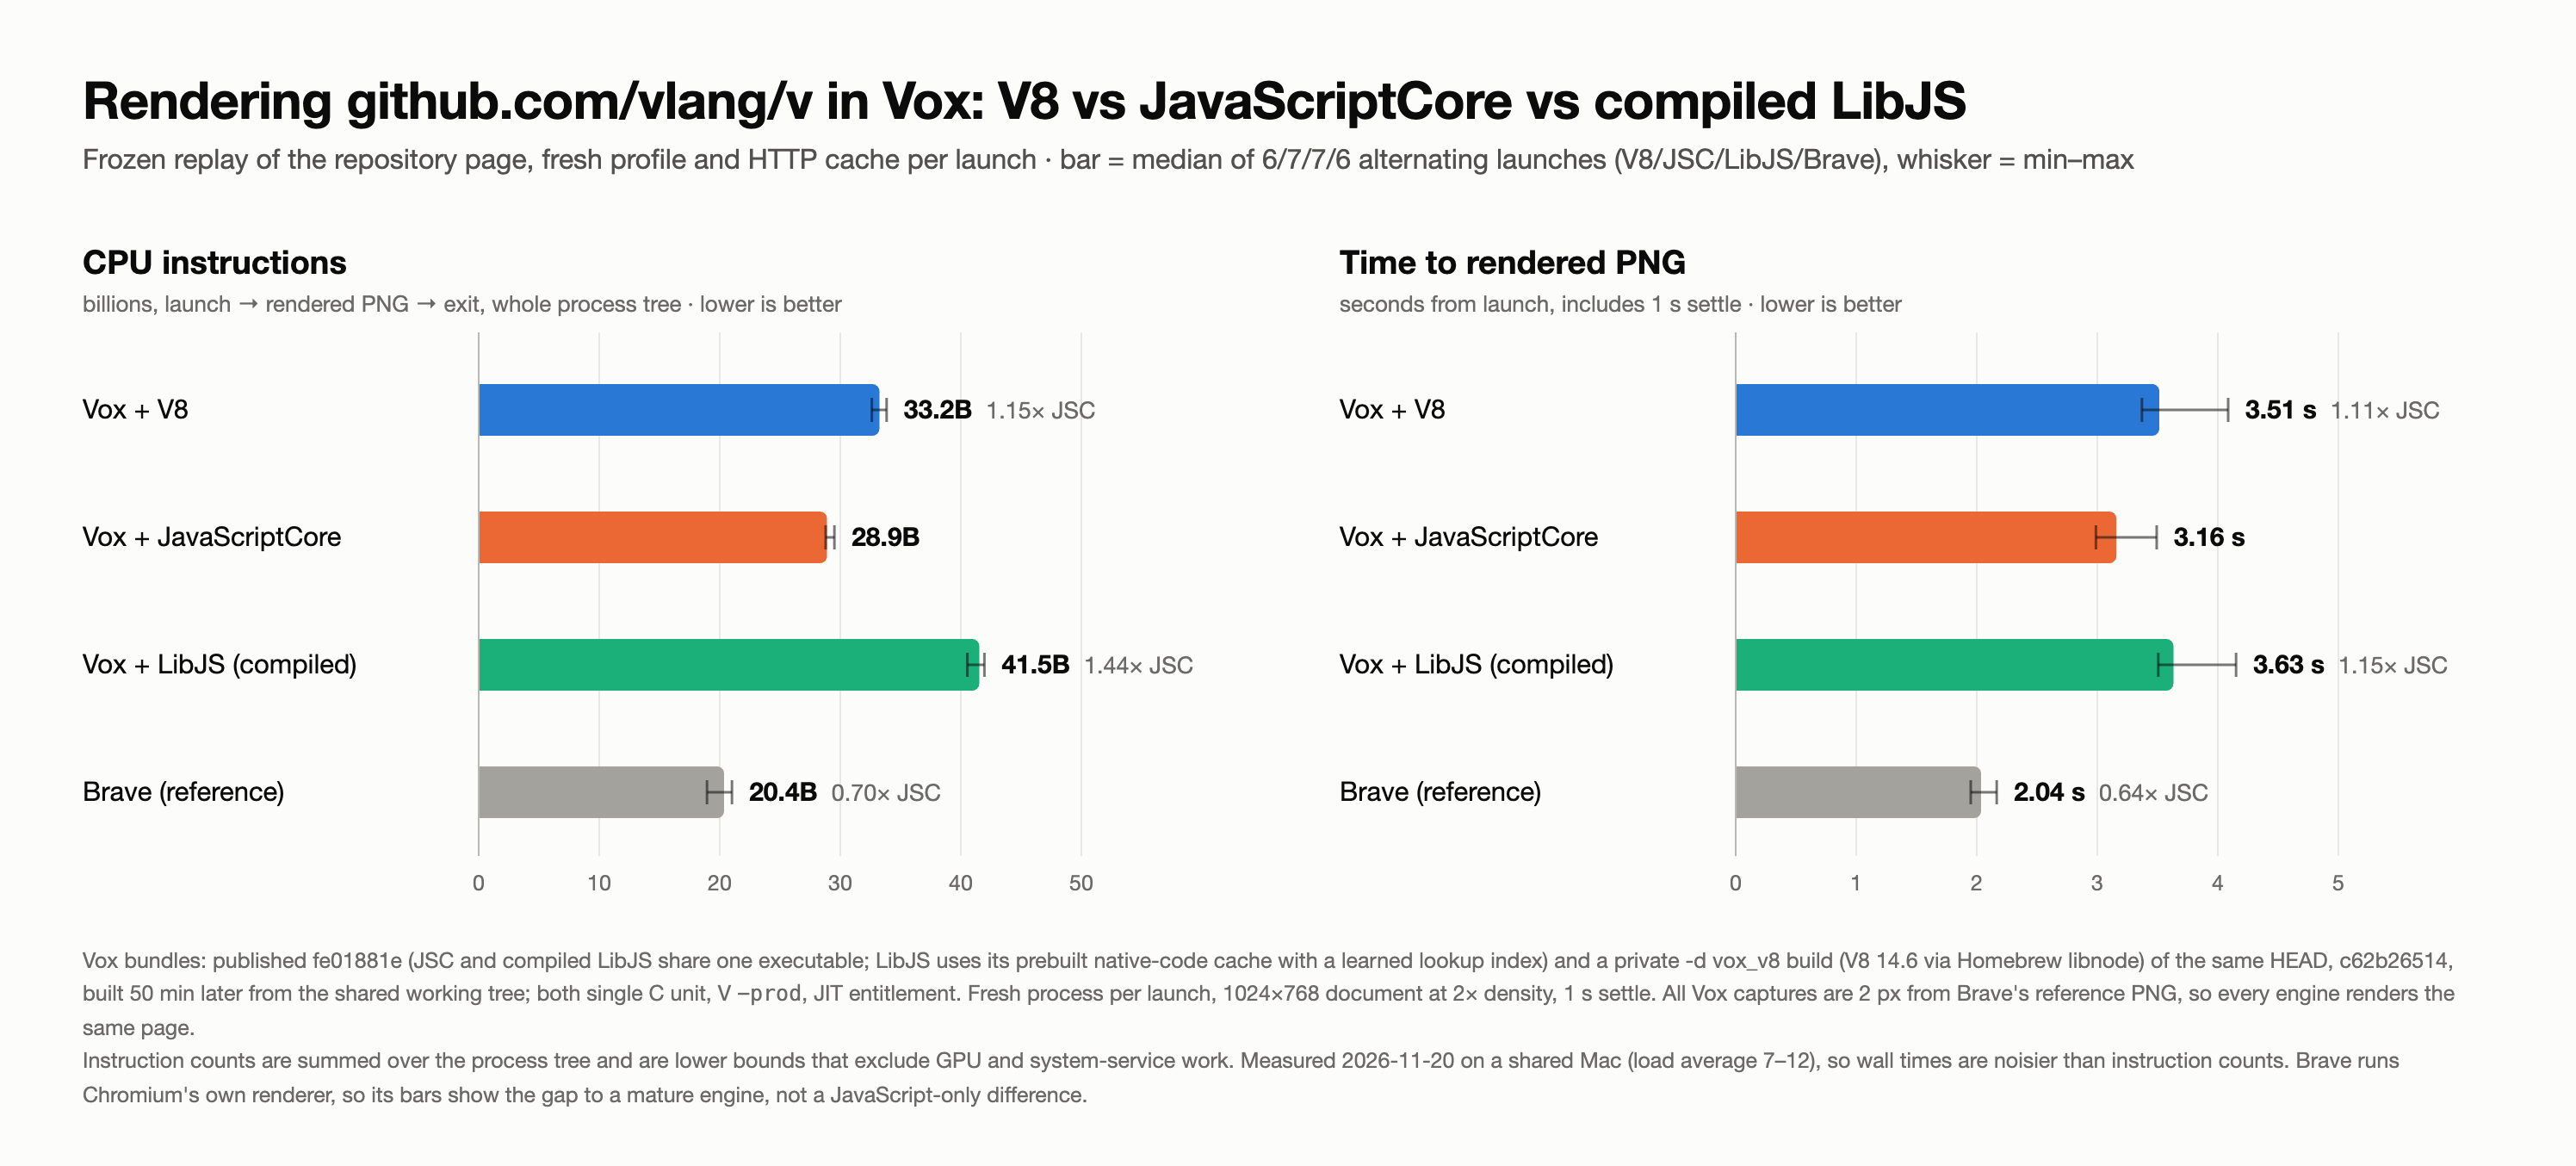 Rendering github.com/vlang/v in Vox: V8 vs JavaScriptCore vs compiled LibJS
Frozen replay of the repository page, fresh profile and HTTP cache per launch · bar = median of 6/7/7/6 alternating launches (V8/JSC/LibJS/Brave), whisker = min–max
CPU instructions
billions, launch → rendered PNG → exit, whole process tree · lower is better
Vox + V8
33.2B 1.15× JSC
Vox + JavaScriptCore
28.9B
Vox + LibJS (compiled)
41.5B 1.44× JSC
Brave (reference)
20.4B 0.70× JSC
0 10 20 30 40 50
Time to rendered PNG
seconds from launch, includes 1 s settle · lower is better
Vox + V8
3.51 s 1.11× JSC
Vox + JavaScriptCore
3.16 s
Vox + LibJS (compiled)
3.63 s 1.15× JSC
Brave (reference)
2.04 s 0.64× JSC
0 1 2 3 4 5
Vox bundles: published fe01881e (JSC and compiled LibJS share one executable; LibJS uses its prebuilt native-code cache with a learned lookup index) and a private -d vox_v8 build (V8 14.6 via Homebrew libnode) of the same HEAD, c62b26514,
built 50 min later from the shared working tree; both single C unit, V –prod, JIT entitlement. Fresh process per launch, 1024×768 document at 2× density, 1 s settle. All Vox captures are 2 px from Brave's reference PNG, so every engine renders the
same page.
Instruction counts are summed over the process tree and are lower bounds that exclude GPU and system-service work. Measured 2026-11-20 on a shared Mac (load average 7–12), so wall times are noisier than instruction counts. Brave runs
Chromium's own renderer, so its bars show the gap to a mature engine, not a JavaScript-only difference.